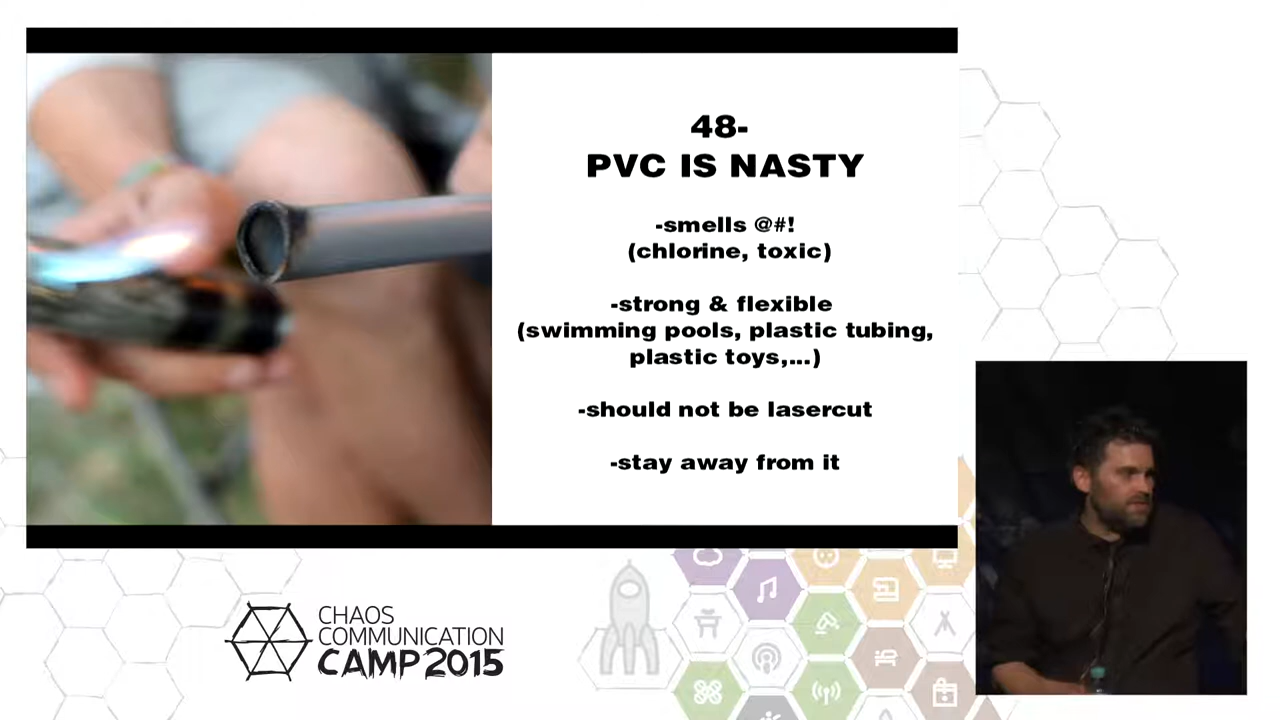 48-
PVC IS NASTY
-smells @#!
(chlorine, toxic)
-strong & flexible
(swimming pools, plastic tubing,
plastic toys,...)
-should not be lasercut
-stay away from it
CHAOS
COMMUNICATION
CAMP 2015